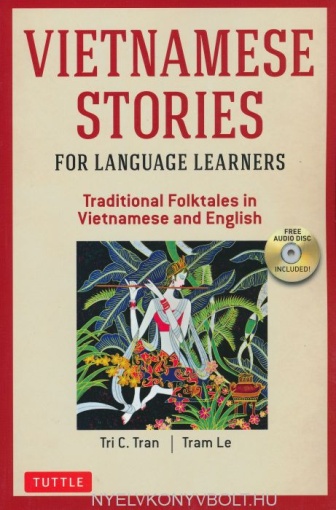 VIETNAMESE
STORIES
FOR LANGUAGE LEARNERS
Traditional Folktales in
Vietnamese and English
FREE
AUDIO DISC
INCLUDED!
Tri C. Tran | Tram Le
TUTTLE
NYELVKONYVBOLT.HU